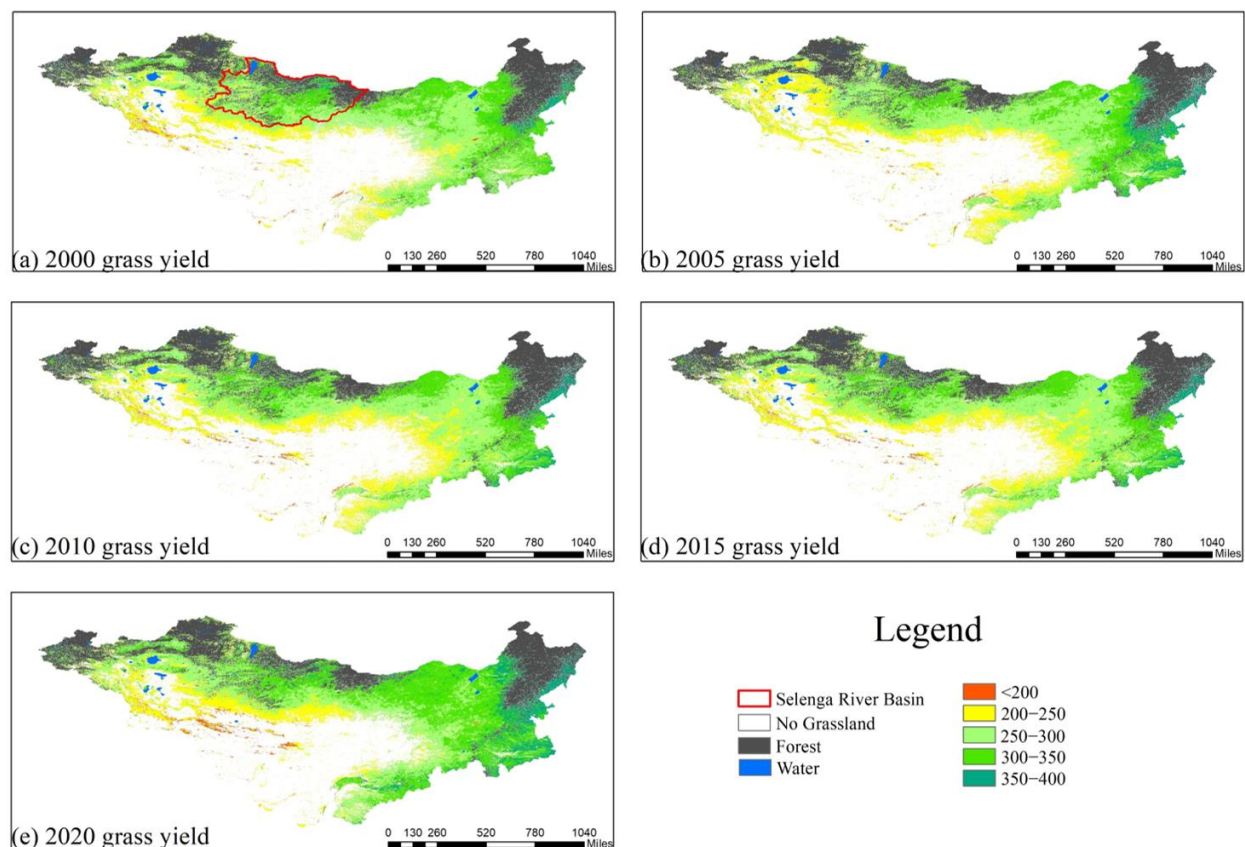 0 130 260 520 780 1040
Miles
(a) 2000 grass yield
0 130 260 520 780 1040
Miles
(b) 2005 grass yield
0 130 260 520 780 1040
Miles
(c) 2010 grass yield
0 130 260 520 780 1040
Miles
(d) 2015 grass yield
0 130 260 520 780 1040
Miles
(e) 2020 grass yield
Legend
Selenga River Basin
No Grassland
Forest
Water
<200
200−250
250−300
300−350
350−400